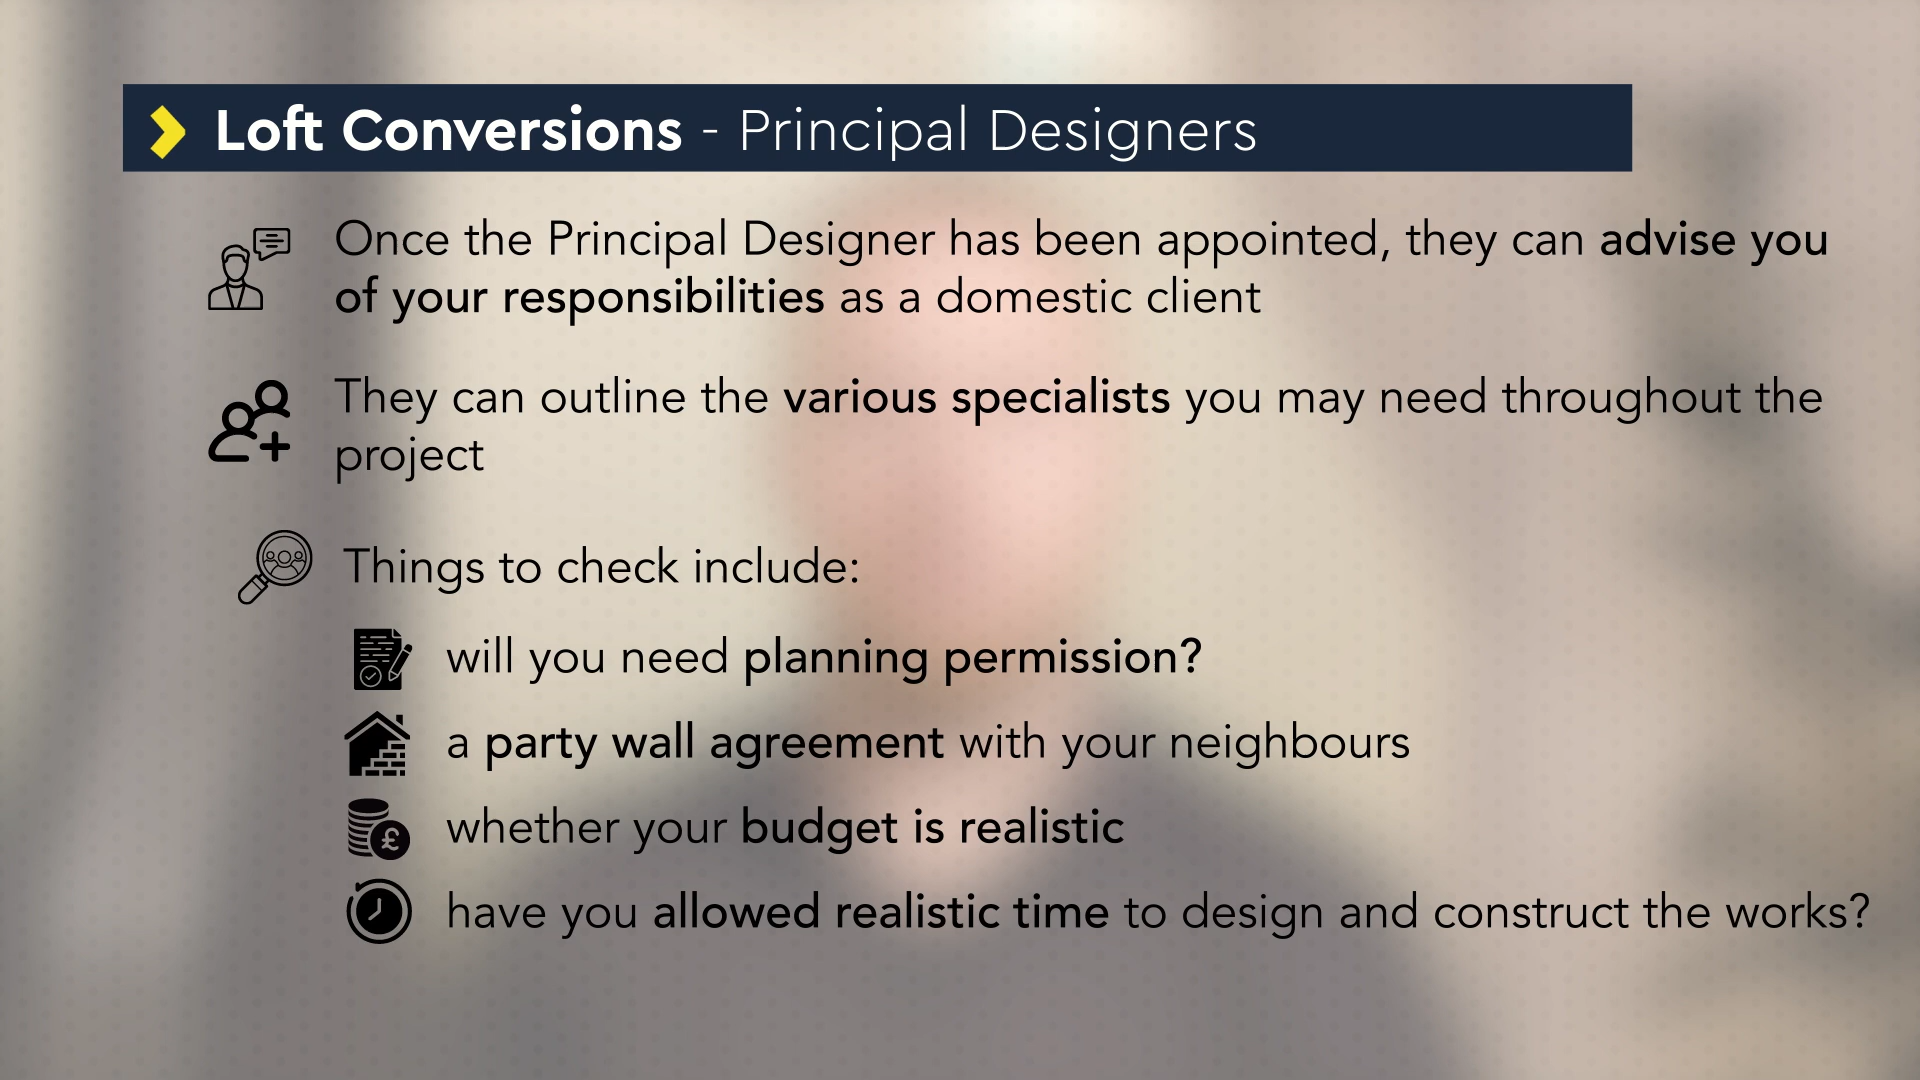 Loft Conversions - Principal Designers
Once the Principal Designer has been appointed, they can advise you
of your responsibilities as a domestic client
They can outline the various specialists you may need throughout the
project
Things to check include:
will you need planning permission?
a party wall agreement with your neighbours
whether your budget is realistic
have you allowed realistic time to design and construct the works?